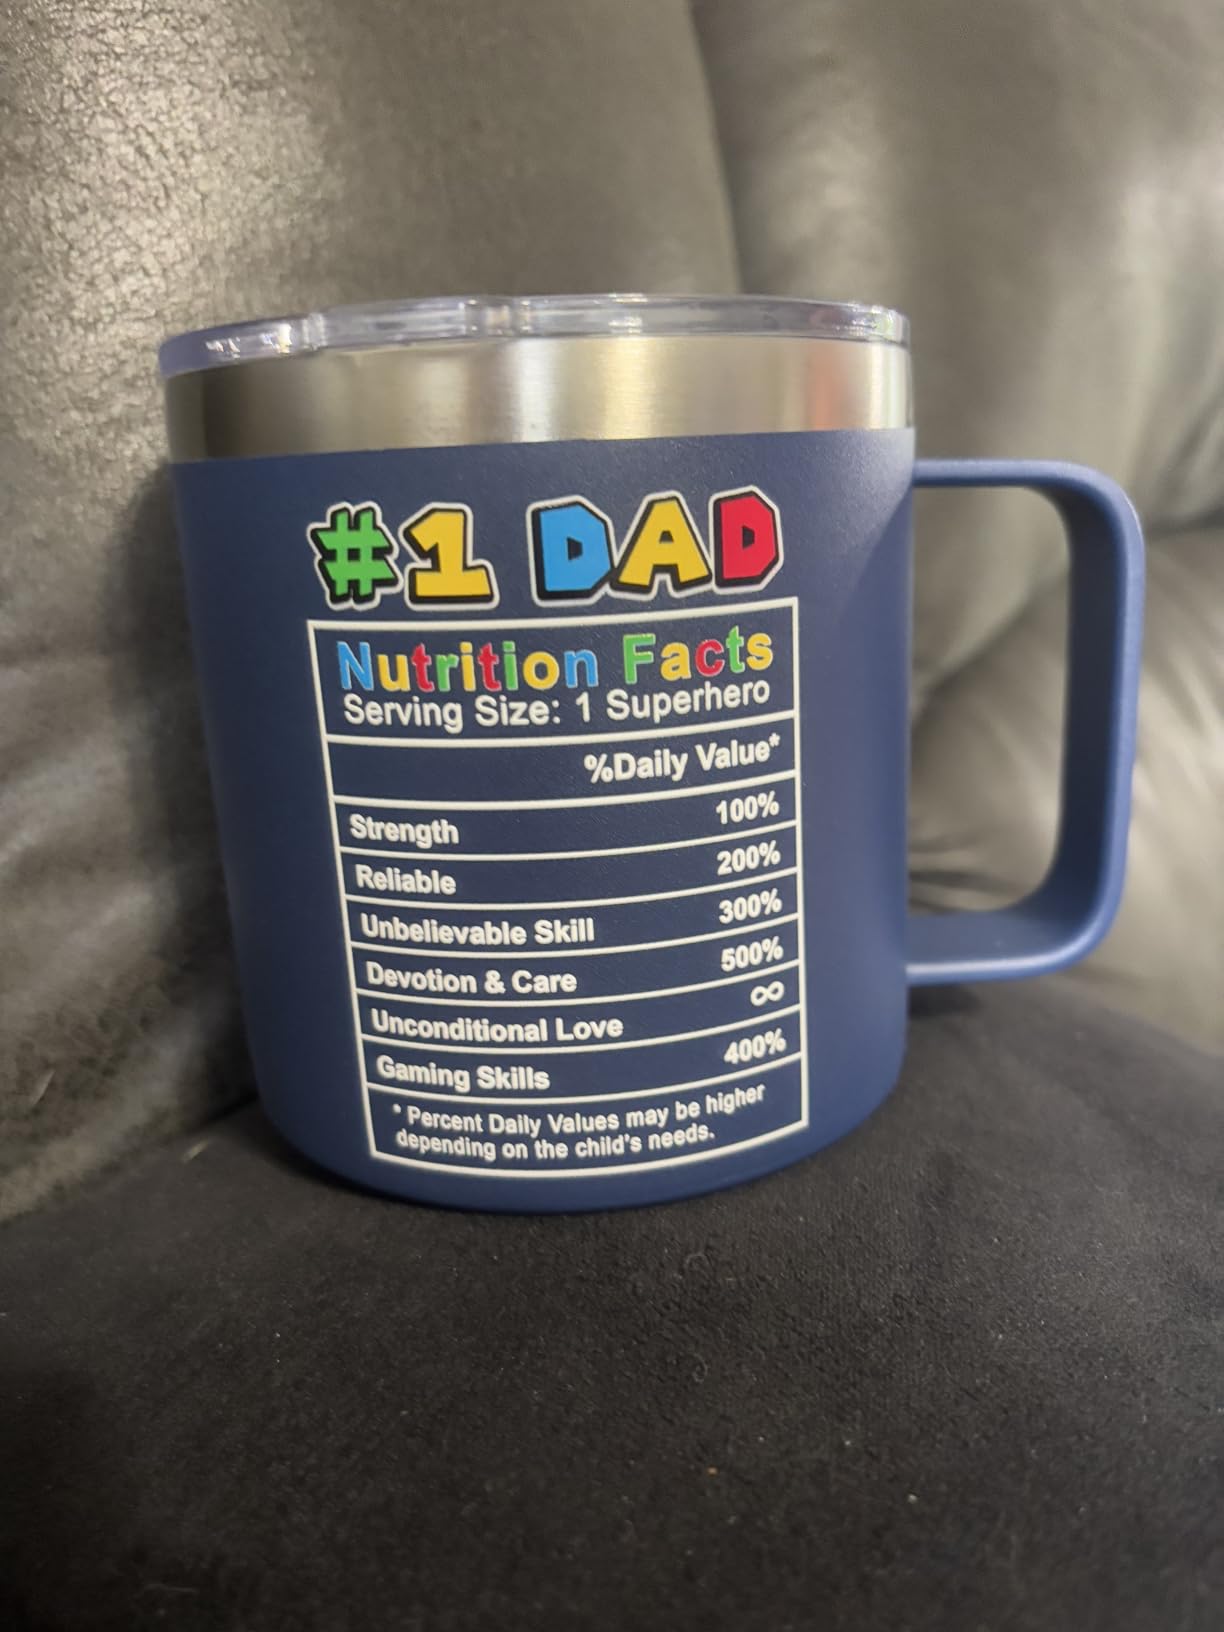 #1 DAD
Nutrition Facts
Serving Size: 1 Superhero
%Daily Value*
Strength 100%
Reliable 200%
Unbelievable Skill 300%
Devotion & Care 500%
Unconditional Love ∞
Gaming Skills 400%
* Percent Daily Values may be higher
depending on the child's needs.